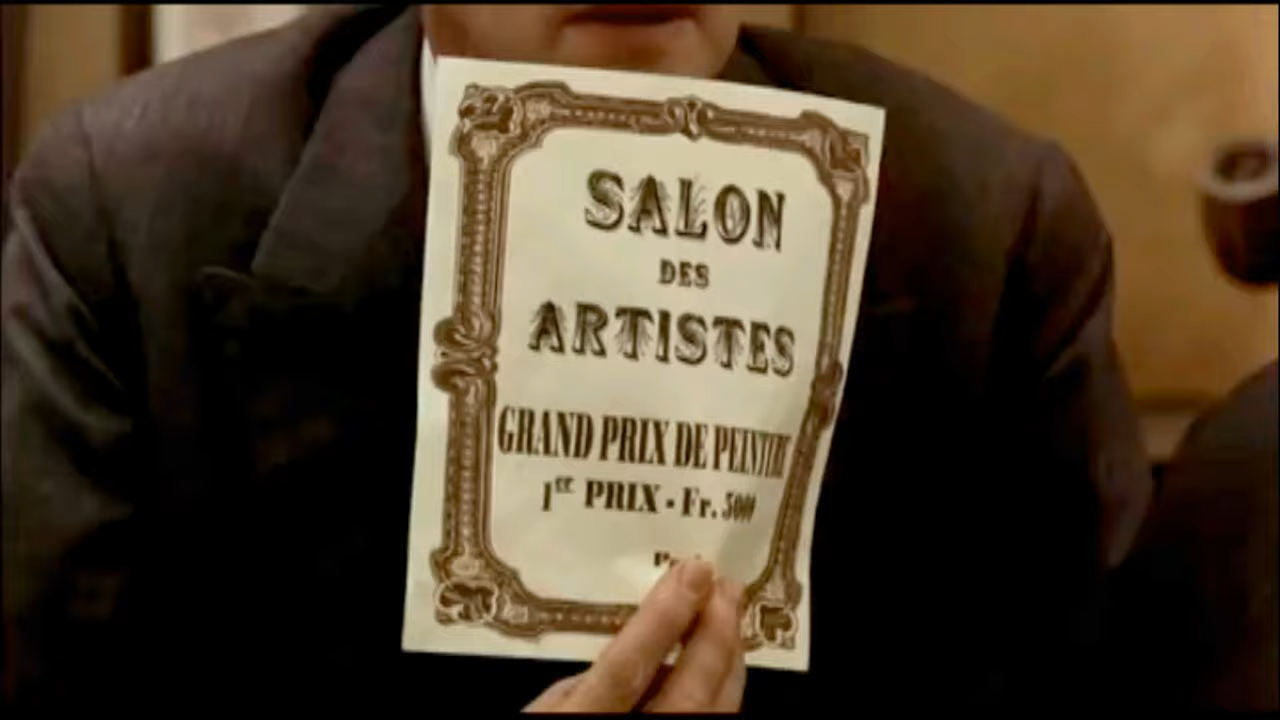 SALON
DES
ARTISTES
GRAND PRIX DE PEINTURE
1er PRIX - Fr. 5000